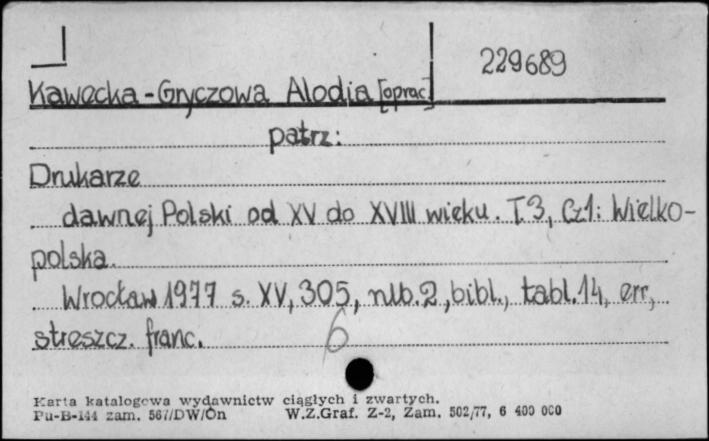 229689
Kawecka-Gryczowa Alodia [oprac]
patrz:
Drukarze
dawnej Polski od XV do XVIII wieku. T.3, Cz1: Wielko-
polska.
Wrocław 1977 s. XV, 305, nlb.2, bibl., tabl.14, err,
streszcz. franc.
6
Karta katalogowa wydawnictw ciągłych i zwartych.
Pu-B-144 zam. 567/DW/On W.Z.Graf. Z-2, Zam. 502/77, 6 400 000